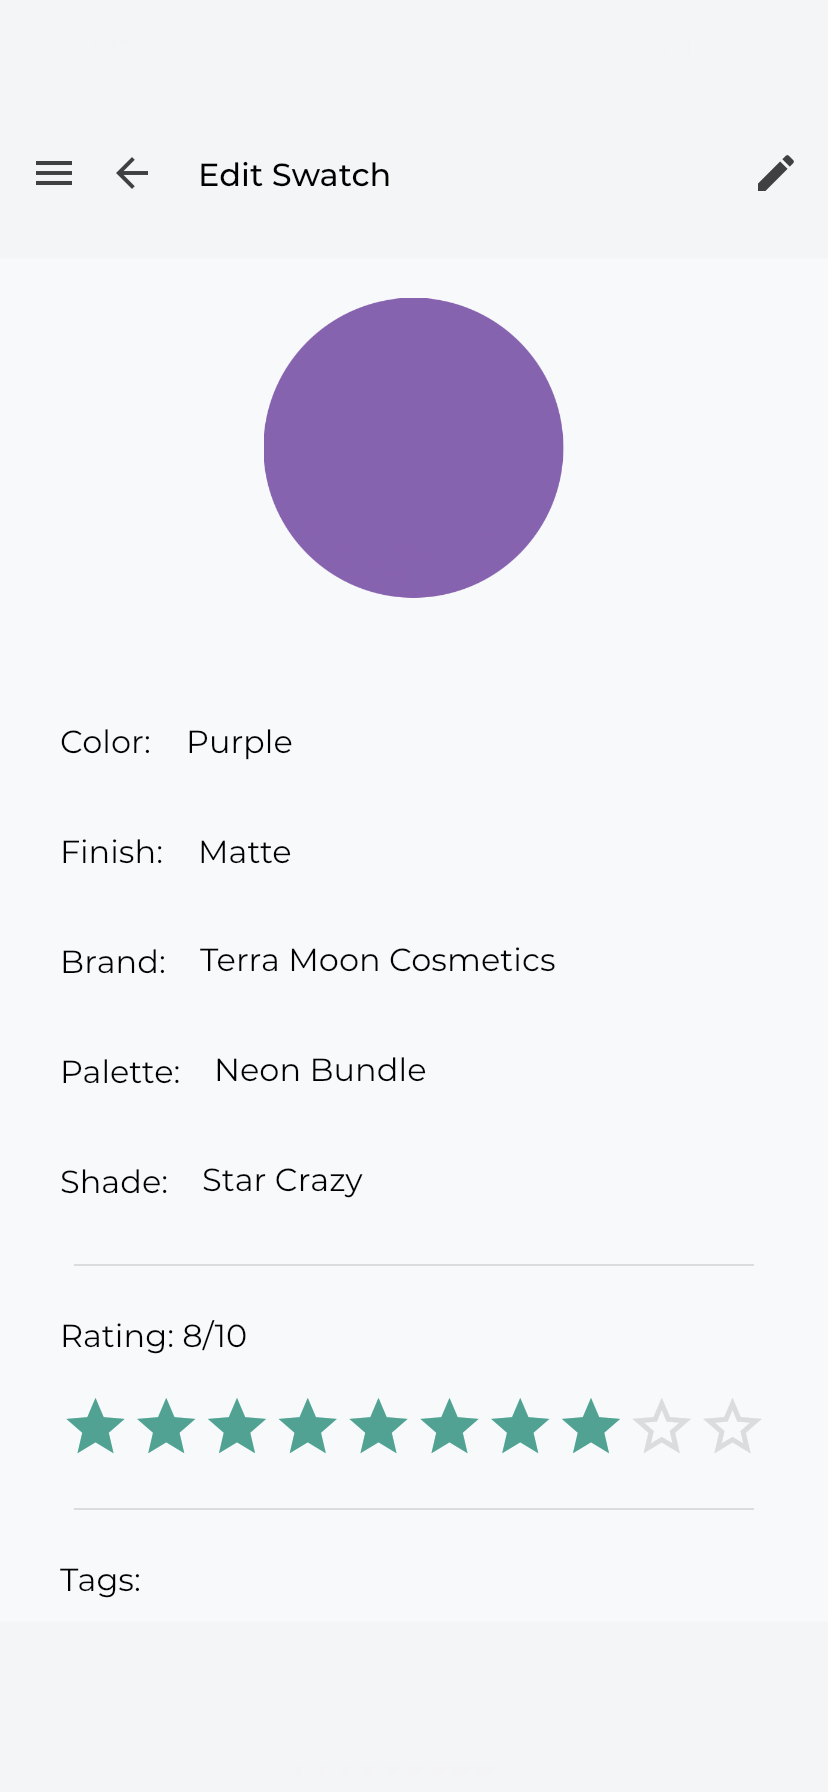 Edit Swatch
Color: Purple
Finish: Matte
Brand: Terra Moon Cosmetics
Palette: Neon Bundle
Shade: Star Crazy
Rating: 8/10
Tags: